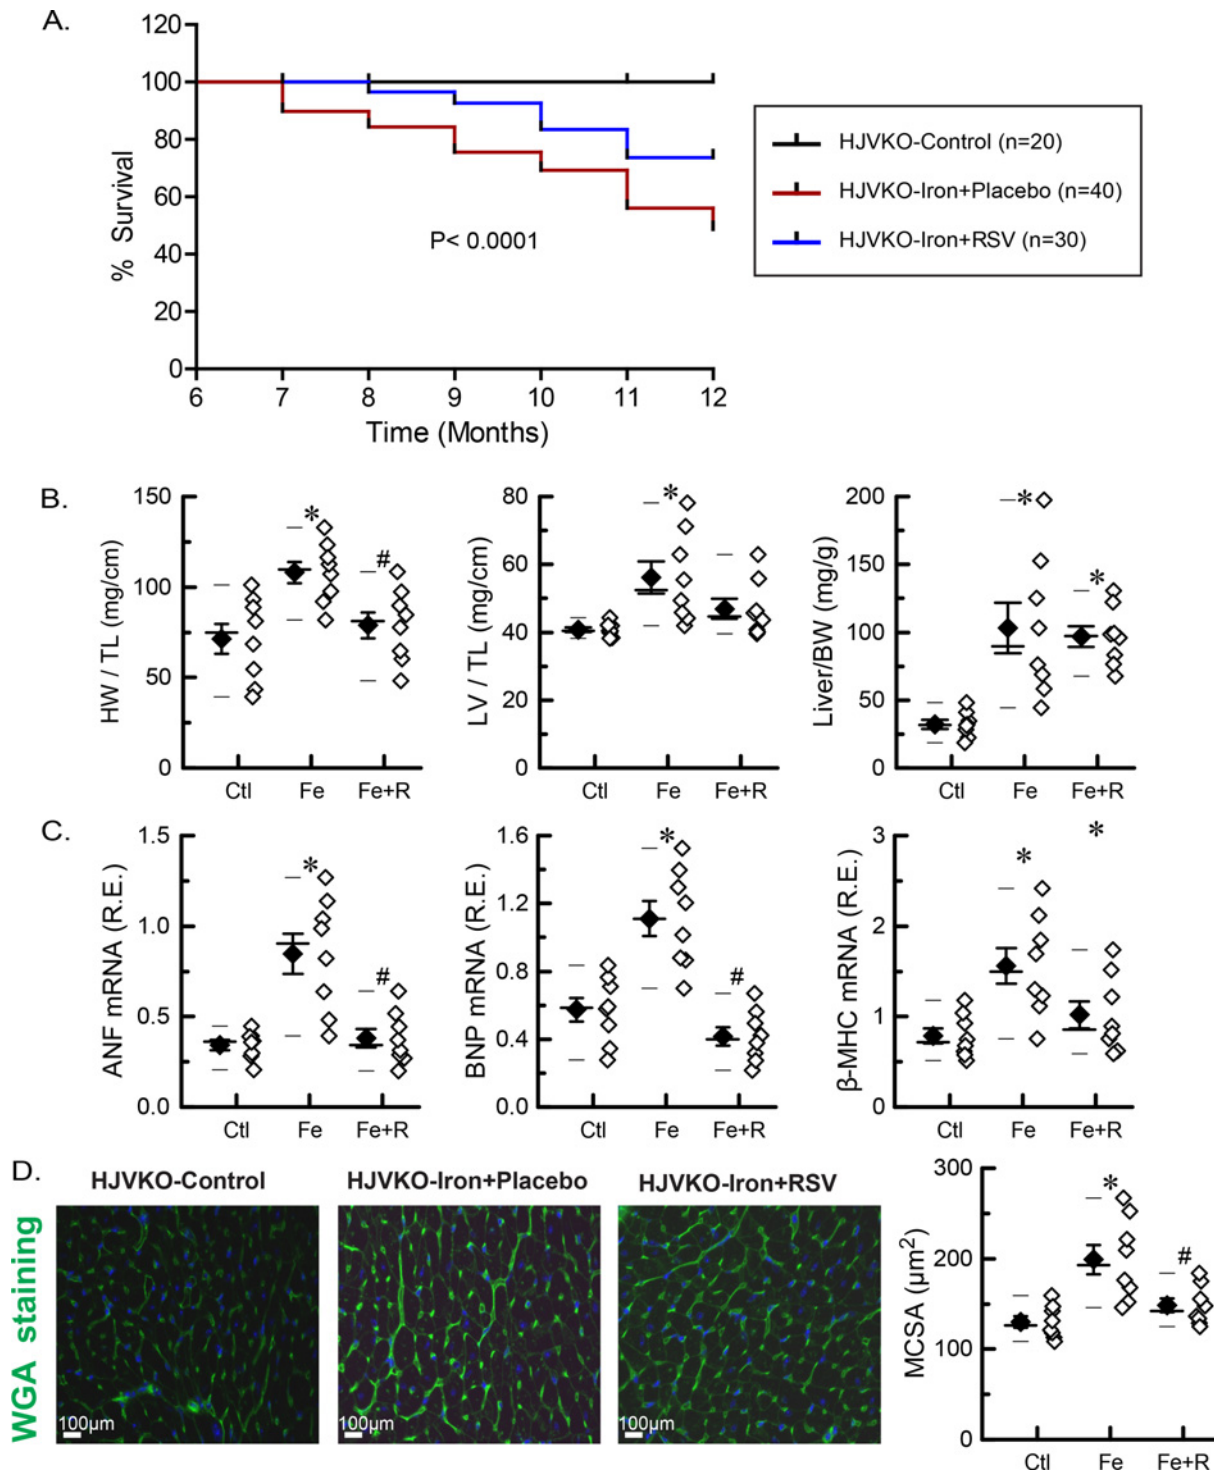 A.
120
100
80
60
40
20
0
% Survival
P< 0.0001
6 7 8 9 10 11 12
Time (Months)
HJVKO-Control (n=20)
HJVKO-Iron+Placebo (n=40)
HJVKO-Iron+RSV (n=30)
B.
150
100
50
0
HW / TL (mg/cm)
*
#
Ctl Fe Fe+R
80
60
40
20
0
LV / TL (mg/cm)
*
Ctl Fe Fe+R
200
150
100
50
0
Liver/BW (mg/g)
*
*
Ctl Fe Fe+R
C.
1.5
1.0
0.5
0.0
ANF mRNA (R.E.)
*
#
Ctl Fe Fe+R
1.6
1.2
0.8
0.4
0.0
BNP mRNA (R.E.)
*
#
Ctl Fe Fe+R
3
2
1
0
β-MHC mRNA (R.E.)
*
*
Ctl Fe Fe+R
D.
WGA staining
HJVKO-Control
HJVKO-Iron+Placebo
HJVKO-Iron+RSV
100μm
100μm
100μm
300
200
100
0
MCSA (μm²)
*
#
Ctl Fe Fe+R